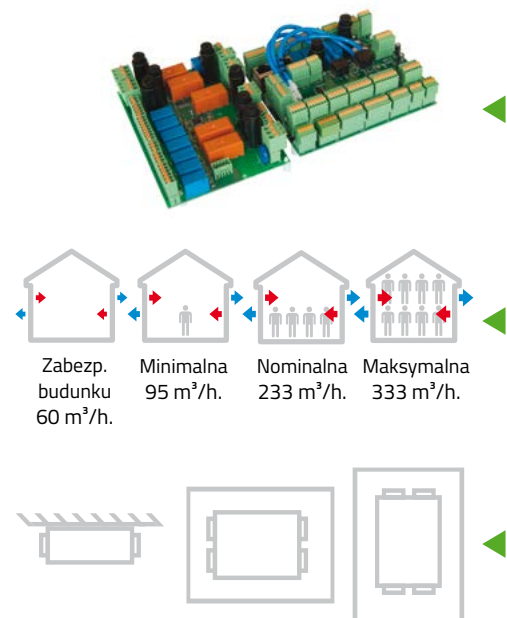 Zabezp.
budunku
60 m³/h.
Minimalna
95 m³/h.
Nominalna
233 m³/h.
Maksymalna
333 m³/h.